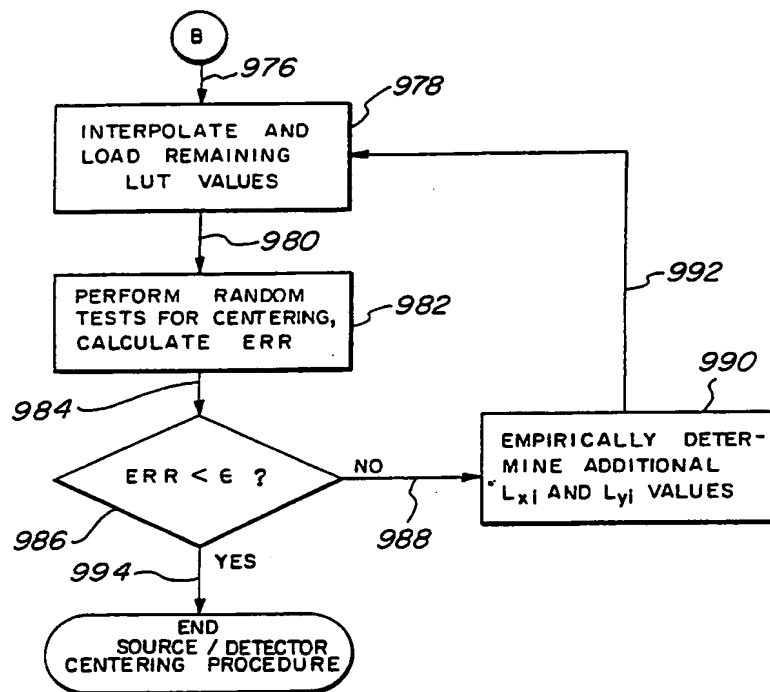 B
976
978
INTERPOLATE AND
LOAD REMAINING
LUT VALUES
980
992
PERFORM RANDOM
TESTS FOR CENTERING,
CALCULATE ERR
982
984
990
EMPIRICALLY DETER-
MINE ADDITIONAL
Lxi AND Lyi VALUES
ERR < ϵ ?
NO
988
986
YES
994
END
SOURCE / DETECTOR
CENTERING PROCEDURE